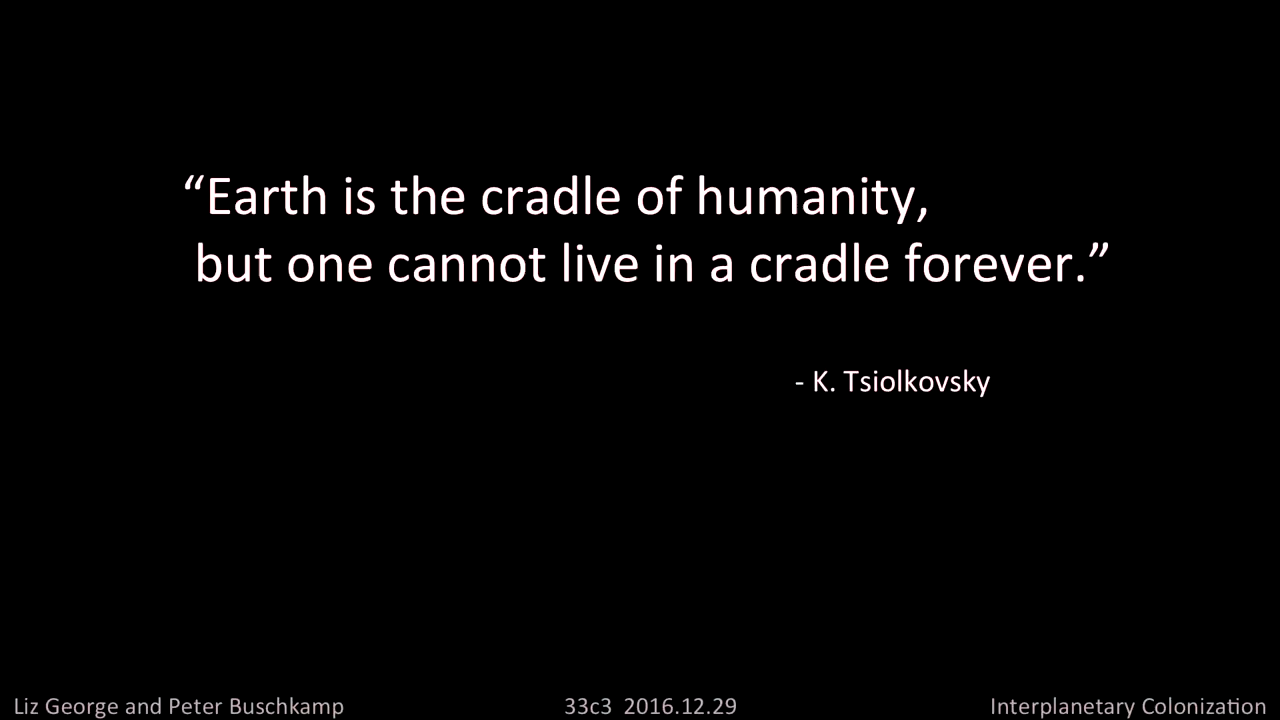 “Earth is the cradle of humanity,
but one cannot live in a cradle forever.”
- K. Tsiolkovsky
Liz George and Peter Buschkamp 33c3 2016.12.29 Interplanetary Colonization